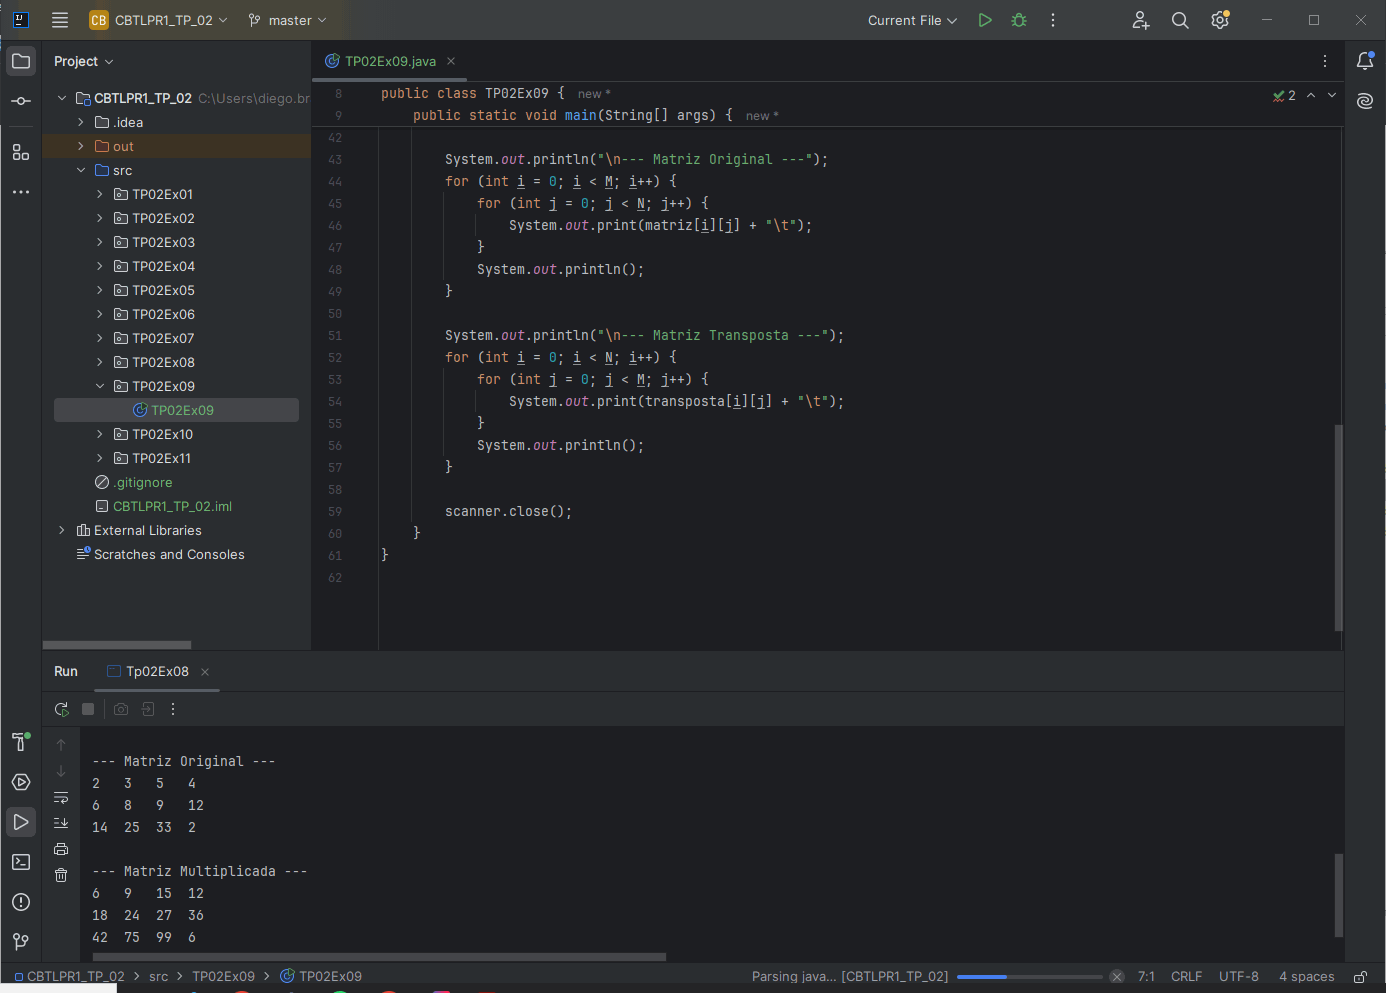 CB CBTLPR1_TP_02 master Current File
Project
TP02Ex09.java
CBTLPR1_TP_02 C:\Users\diego.br
.idea
out
src
TP02Ex01
TP02Ex02
TP02Ex03
TP02Ex04
TP02Ex05
TP02Ex06
TP02Ex07
TP02Ex08
TP02Ex09
TP02Ex09
TP02Ex10
TP02Ex11
.gitignore
CBTLPR1_TP_02.iml
External Libraries
Scratches and Consoles
8 public class TP02Ex09 { new *
2
9 public static void main(String[] args) { new *
42
43 System.out.println("\n--- Matriz Original ---");
44 for (int i = 0; i < M; i++) {
45 for (int j = 0; j < N; j++) {
46 System.out.print(matriz[i][j] + "\t");
47 }
48 System.out.println();
49 }
50
51 System.out.println("\n--- Matriz Transposta ---");
52 for (int i = 0; i < N; i++) {
53 for (int j = 0; j < M; j++) {
54 System.out.print(transposta[i][j] + "\t");
55 }
56 System.out.println();
57 }
58
59 scanner.close();
60 }
61 }
62
Run Tp02Ex08
--- Matriz Original ---
2 3 5 4
6 8 9 12
14 25 33 2
--- Matriz Multiplicada ---
6 9 15 12
18 24 27 36
42 75 99 6
CBTLPR1_TP_02 > src > TP02Ex09 > TP02Ex09 Parsing java... [CBTLPR1_TP_02] 7:1 CRLF UTF-8 4 spaces